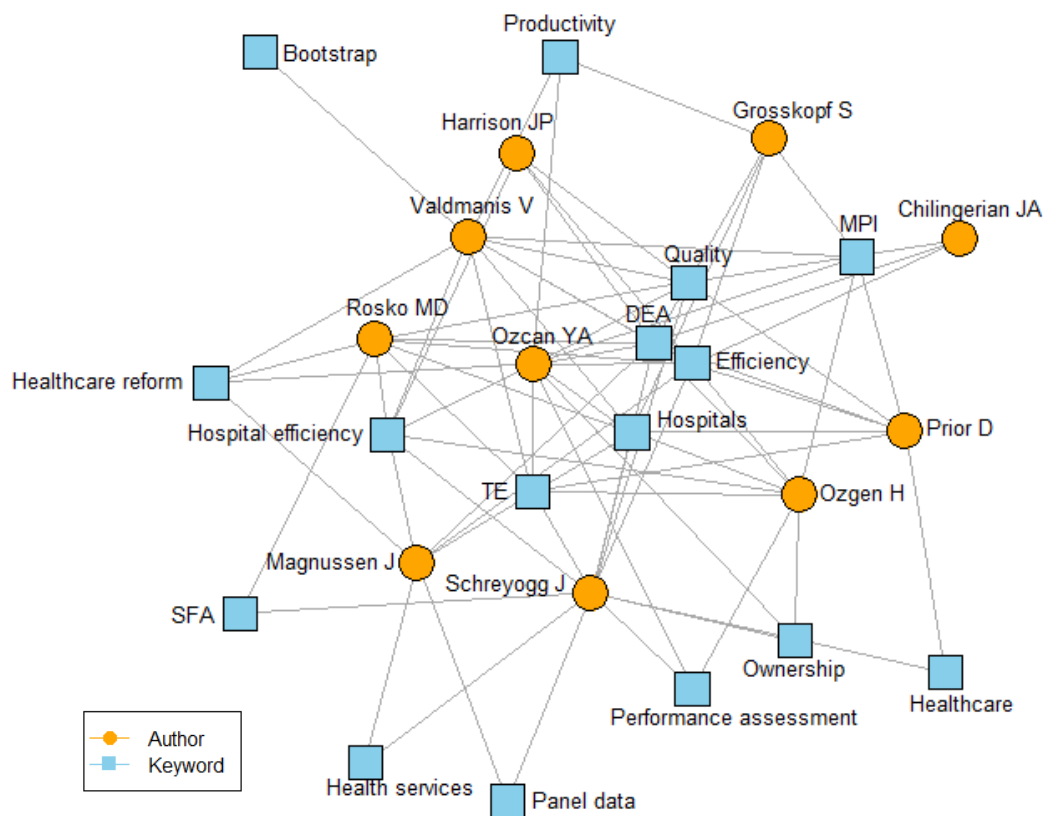 Productivity
Bootstrap
Grosskopf S
Harrison JP
Valdmanis V
Chilingerian JA
MPI
Quality
Rosko MD
DEA
Ozcan YA
Efficiency
Healthcare reform
Hospitals
Prior D
Hospital efficiency
TE
Ozgen H
Magnussen J
Schreyogg J
SFA
Ownership
Healthcare
Performance assessment
Author
Keyword
Health services
Panel data